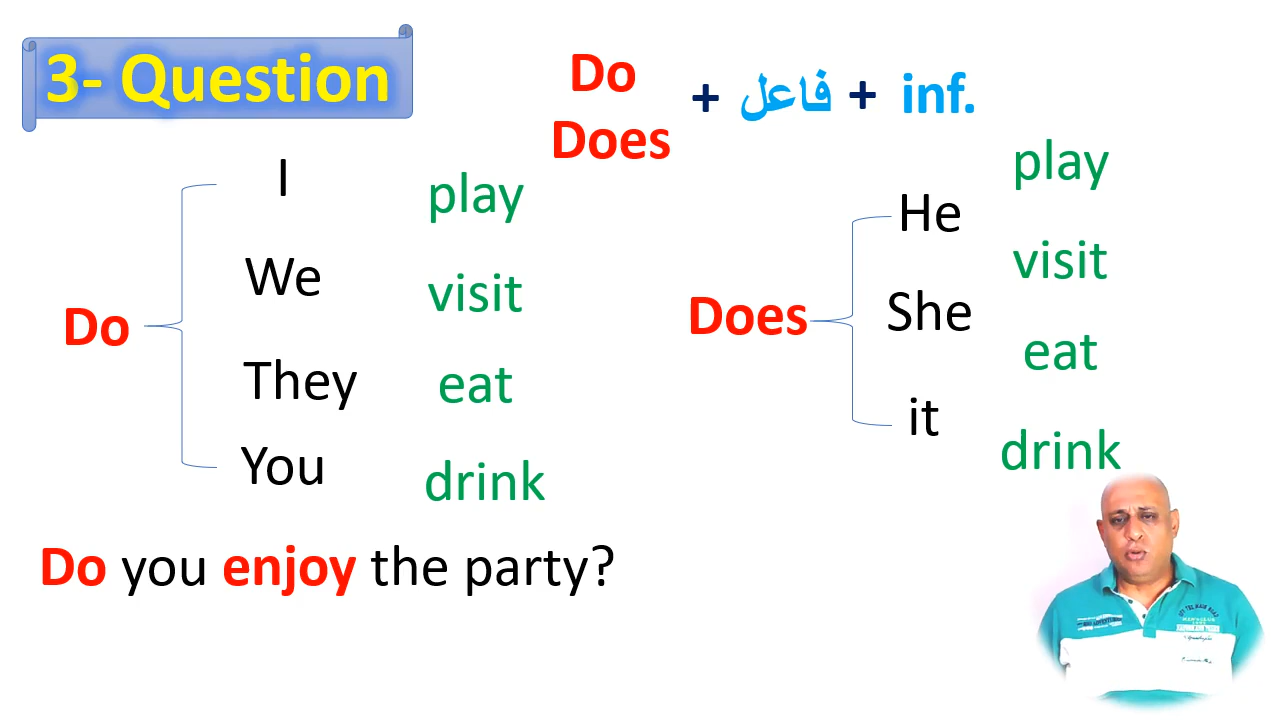 3- Question
Do
Does
+ فاعل + inf.
Do
I play
We visit
They eat
You drink
Does
He play
She visit
it eat
drink
Do you enjoy the party?